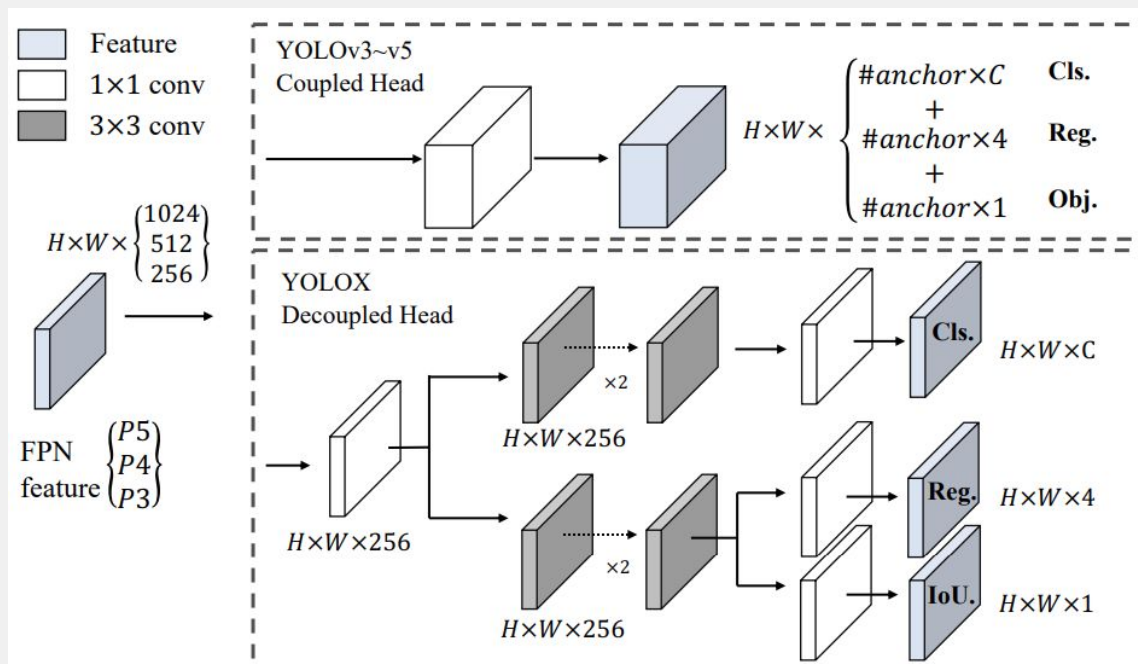 Feature
1×1 conv
3×3 conv
H×W×{1024
512
256}
FPN
feature
{P5
P4
P3}
YOLOv3~v5
Coupled Head
H×W×
{#anchor×C Cls.
+
#anchor×4 Reg.
+
#anchor×1 Obj.
YOLOX
Decoupled Head
H×W×256
×2
H×W×256
Cls.
H×W×C
×2
H×W×256
Reg.
H×W×4
IoU.
H×W×1